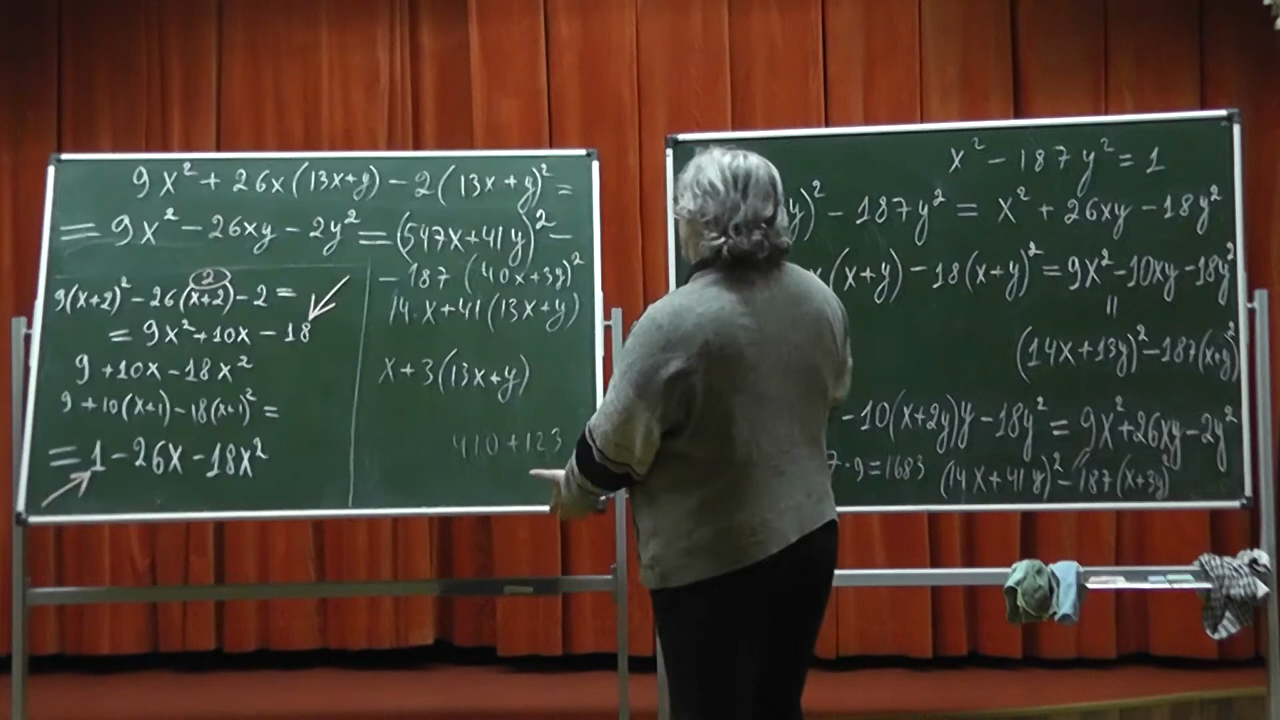 9x² + 26x(13x+y) − 2(13x+y)² =
= 9x² − 26xy − 2y² = (547x+41y)² −
− 187 (40x+3y)²
14·x+41(13x+y)
x+3(13x+y)
410+123
9(x+2)² − 26(x+2) − 2 =
2
= 9x²+10x − 18
9+10x−18x²
9+10(x+1)−18(x+1)² =
= 1−26x−18x²
x² − 187y² = 1
y)² − 187y² = x² + 26xy − 18y²
(x+y) − 18(x+y)² = 9x²−10xy−18y²
=
(14x+13y)²−187(x+y)²
−10(x+2y)y −18y² = 9x²+26xy−2y²
·9=1683 (14x+41y)²−187(x+3y)²